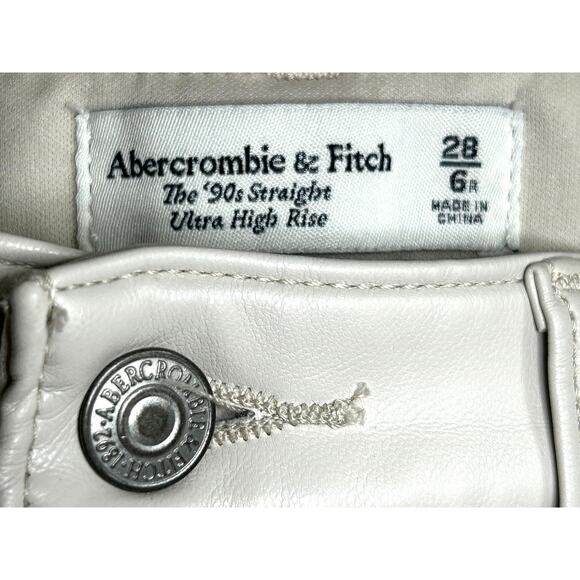 Abercrombie & Fitch
The '90s Straight
Ultra High Rise
28
6R
MADE IN
CHINA
ABERCROMBIE & FITCH · 1892 ·